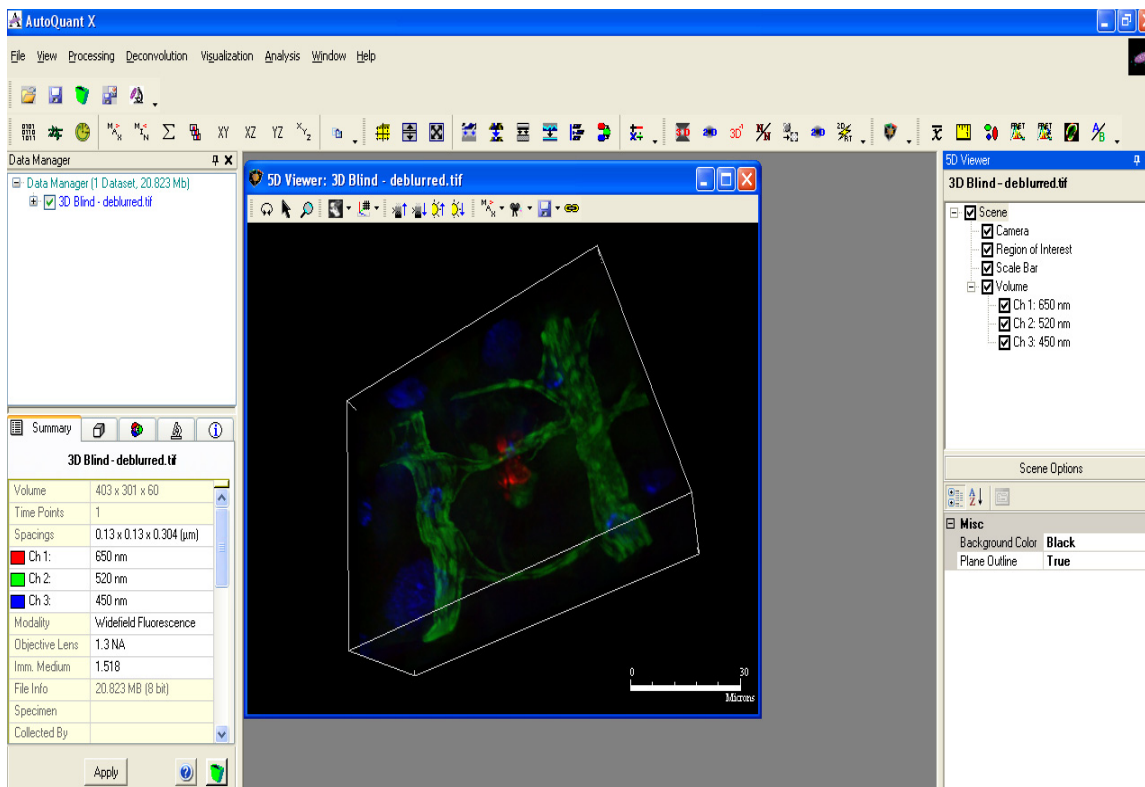 AutoQuant X
File View Processing Deconvolution Visualization Analysis Window Help
XY XZ YZ
Data Manager
Data Manager (1 Dataset, 20.823 Mb)
3D Blind - deblurred.tif
Summary
3D Blind - deblurred.tif
Volume 403 x 301 x 60
Time Points 1
Spacings 0.13 x 0.13 x 0.304 (µm)
Ch 1: 650 nm
Ch 2: 520 nm
Ch 3: 450 nm
Modality Widefield Fluorescence
Objective Lens 1.3 NA
Imm. Medium 1.518
File Info 20.823 MB (8 bit)
Specimen
Collected By
Apply
5D Viewer: 3D Blind - deblurred.tif
0 30
Microns
5D Viewer
3D Blind - deblurred.tif
Scene
Camera
Region of Interest
Scale Bar
Volume
Ch 1: 650 nm
Ch 2: 520 nm
Ch 3: 450 nm
Scene Options
Misc
Background Color Black
Plane Outline True